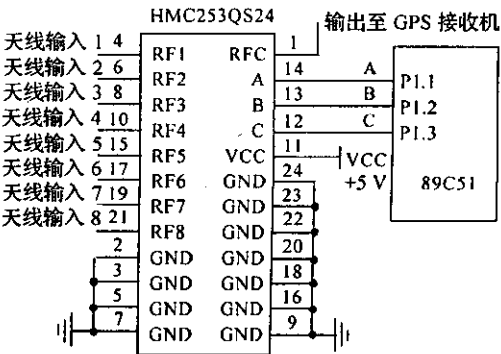 HMC253QS24
输出至 GPS 接收机
天线输入 1 4 RF1 RFC 1
天线输入 2 6 RF2 A 14 A P1.1
天线输入 3 8 RF3 B 13 B P1.2
天线输入 4 10 RF4 C 12 C P1.3
天线输入 5 15 RF5 VCC 11 VCC
天线输入 6 17 RF6 GND 24 +5 V 89C51
天线输入 7 19 RF7 GND 23
天线输入 8 21 RF8 GND 22
2 GND GND 20
3 GND GND 18
5 GND GND 16
7 GND GND 9